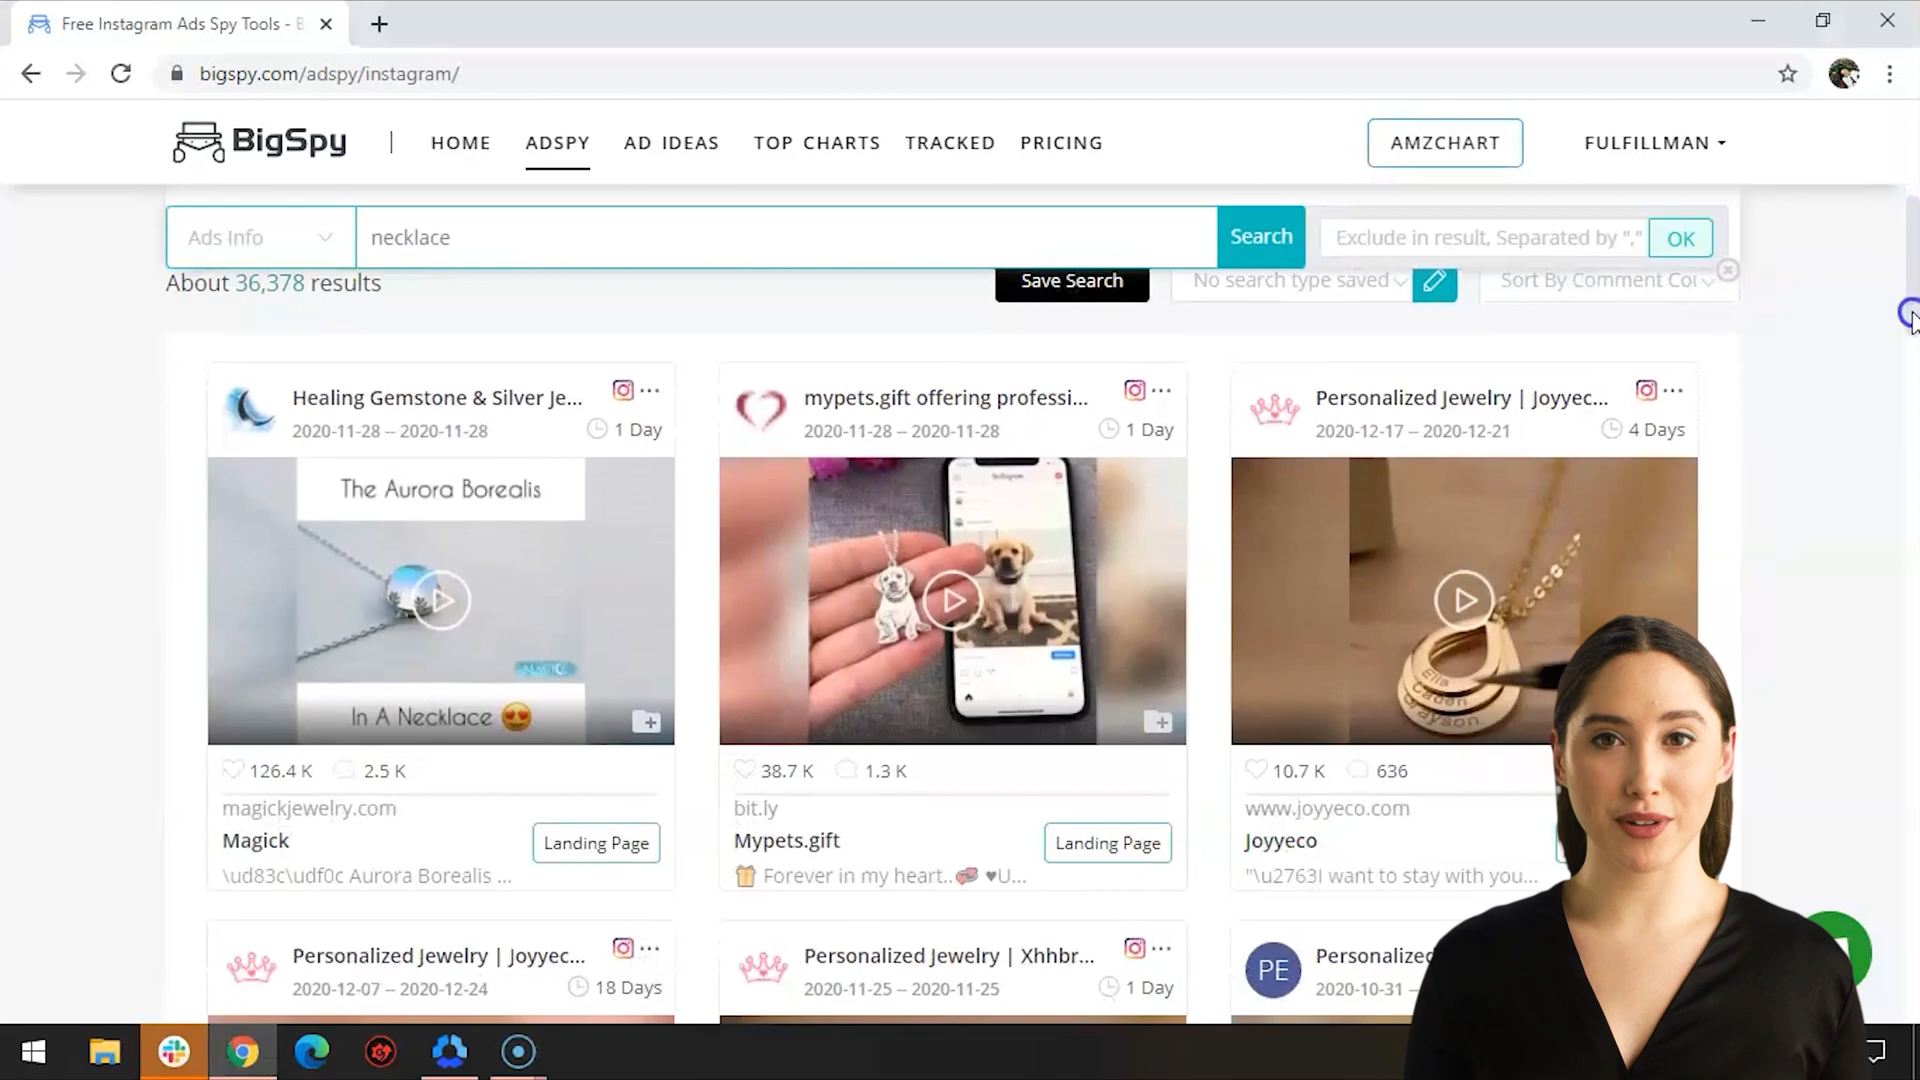 Free Instagram Ads Spy Tools - B
bigspy.com/adspy/instagram/
BigSpy
HOME
ADSPY
AD IDEAS
TOP CHARTS
TRACKED
PRICING
AMZCHART
FULFILLMAN
Ads Info
necklace
Search
Exclude in result, Separated by ","
OK
About 36,378 results
Save Search
No search type saved
Sort By Comment Cou
Healing Gemstone & Silver Je...
2020-11-28 -- 2020-11-28
1 Day
The Aurora Borealis
MAGICK
In A Necklace 😍
126.4 K
2.5 K
magickjewelry.com
Magick
Landing Page
\ud83c\udf0c Aurora Borealis ...
mypets.gift offering professi...
2020-11-28 -- 2020-11-28
1 Day
Instagram
38.7 K
1.3 K
bit.ly
Mypets.gift
Landing Page
🎁 Forever in my heart..💞 ♥U...
Personalized Jewelry | Joyyec...
2020-12-17 -- 2020-12-21
4 Days
Ella
Caden
Grayson
10.7 K
636
www.joyyeco.com
Joyyeco
"\u2763I want to stay with you...
Personalized Jewelry | Joyyec...
2020-12-07 -- 2020-12-24
18 Days
Personalized Jewelry | Xhhbr...
2020-11-25 -- 2020-11-25
1 Day
PE
Personalized
2020-10-31 --